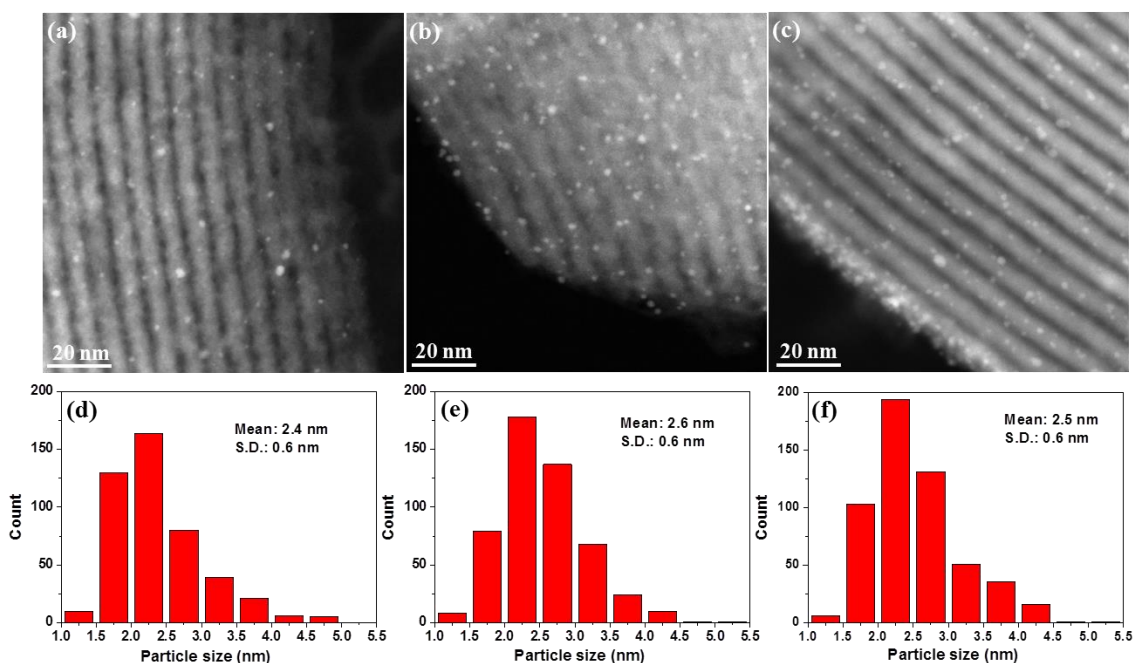 (a)
(b)
(c)
20 nm
20 nm
20 nm
(d)
Mean: 2.4 nm
S.D.: 0.6 nm
Count
200
150
100
50
0
1.0 1.5 2.0 2.5 3.0 3.5 4.0 4.5 5.0 5.5
Particle size (nm)
(e)
Mean: 2.6 nm
S.D.: 0.6 nm
Count
200
150
100
50
0
1.0 1.5 2.0 2.5 3.0 3.5 4.0 4.5 5.0 5.5
Particle size (nm)
(f)
Mean: 2.5 nm
S.D.: 0.6 nm
Count
200
150
100
50
0
1.0 1.5 2.0 2.5 3.0 3.5 4.0 4.5 5.0 5.5
Particle size (nm)